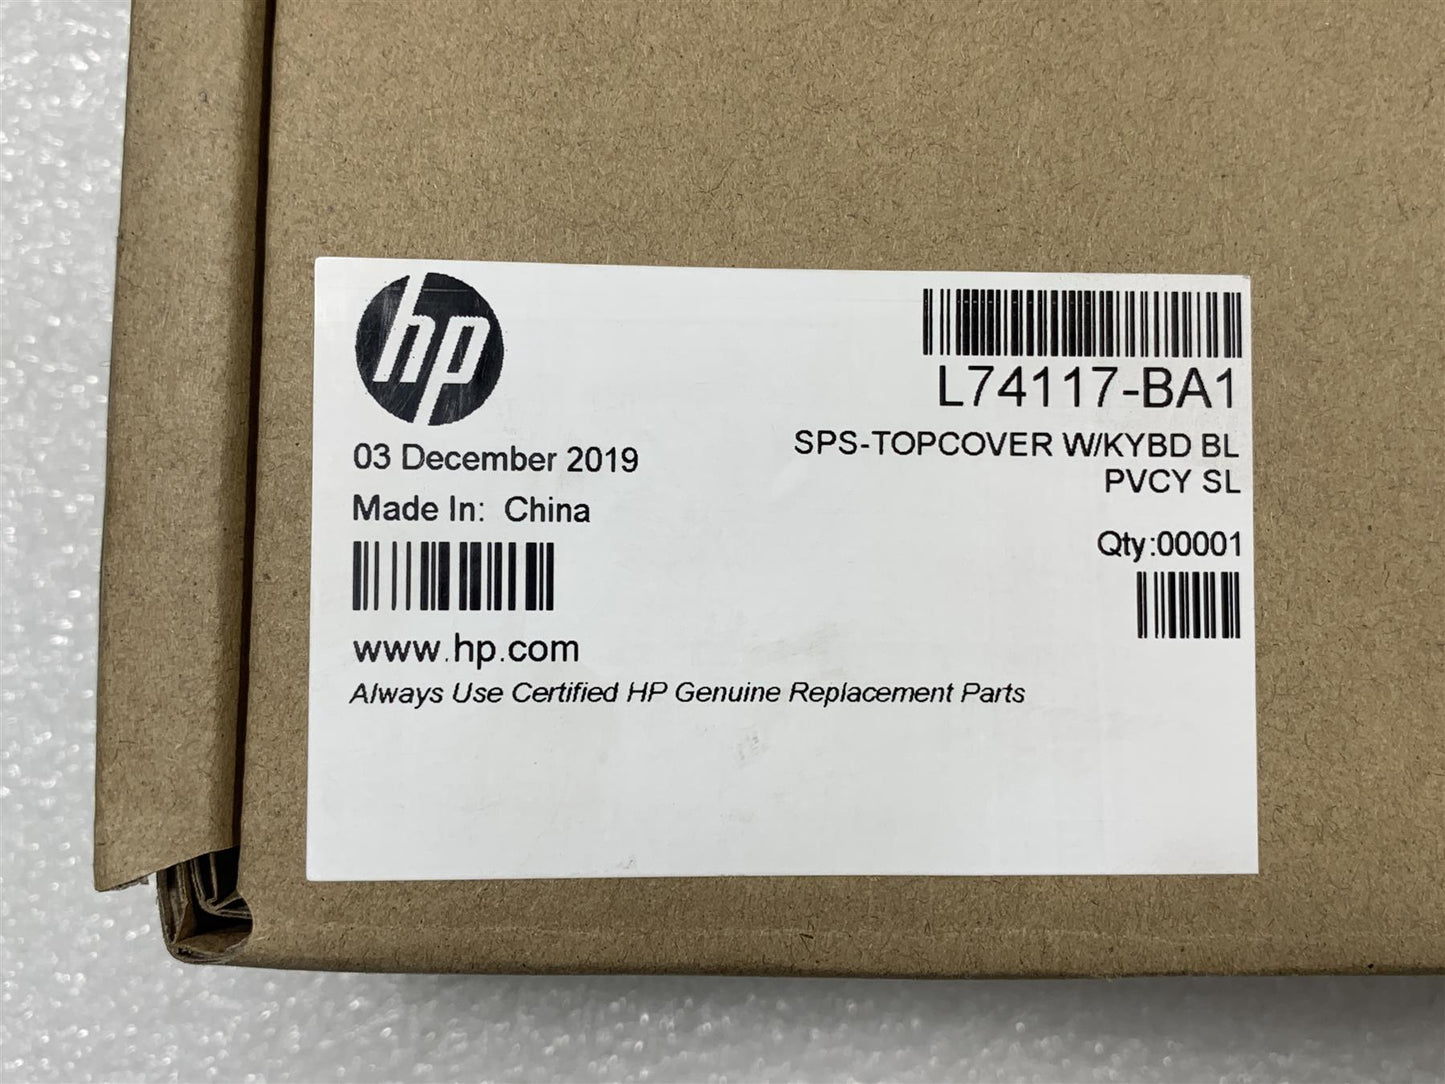 hp
L74117-BA1
SPS-TOPCOVER W/KYBD BL
PVCY SL
03 December 2019
Made In: China
Qty:00001
www.hp.com
Always Use Certified HP Genuine Replacement Parts